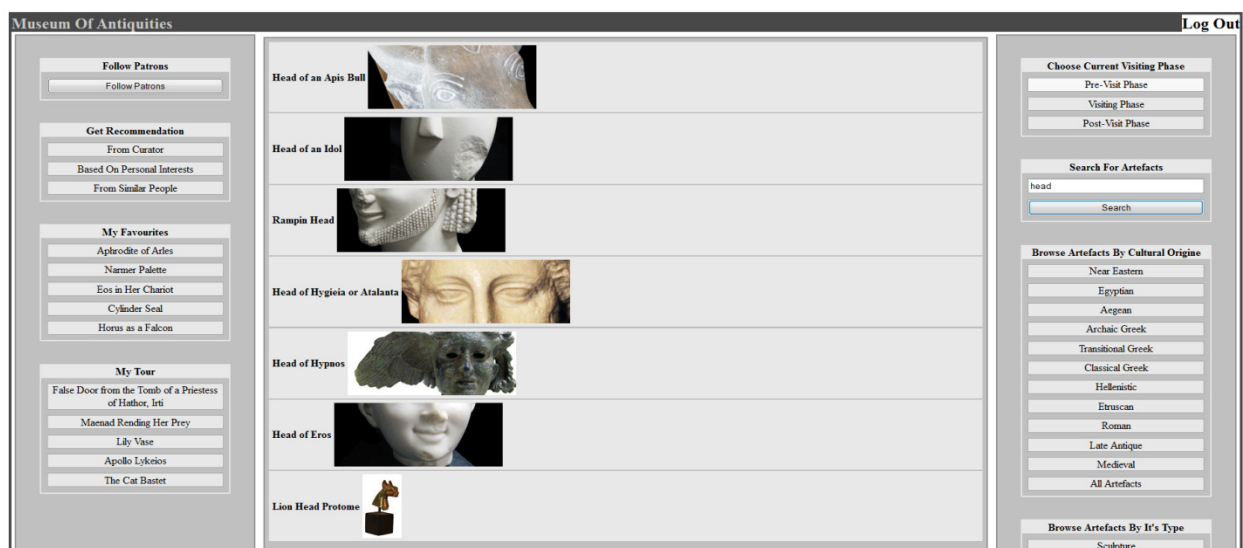 Museum Of Antiquities
Log Out
Follow Patrons
Follow Patrons
Get Recommendation
From Curator
Based On Personal Interests
From Similar People
My Favourites
Aphrodite of Arles
Narmer Palette
Eos in Her Chariot
Cylinder Seal
Horus as a Falcon
My Tour
False Door from the Tomb of a Priestess
of Hathor, Irti
Maenad Rending Her Prey
Lily Vase
Apollo Lykeios
The Cat Bastet
Head of an Apis Bull
Head of an Idol
Rampin Head
Head of Hygieia or Atalanta
Head of Hypnos
Head of Eros
Lion Head Protome
Choose Current Visiting Phase
Pre-Visit Phase
Visiting Phase
Post-Visit Phase
Search For Artefacts
head
Search
Browse Artefacts By Cultural Origine
Near Eastern
Egyptian
Aegean
Archaic Greek
Transitional Greek
Classical Greek
Hellenistic
Etruscan
Roman
Late Antique
Medieval
All Artefacts
Browse Artefacts By It's Type
Sculpture